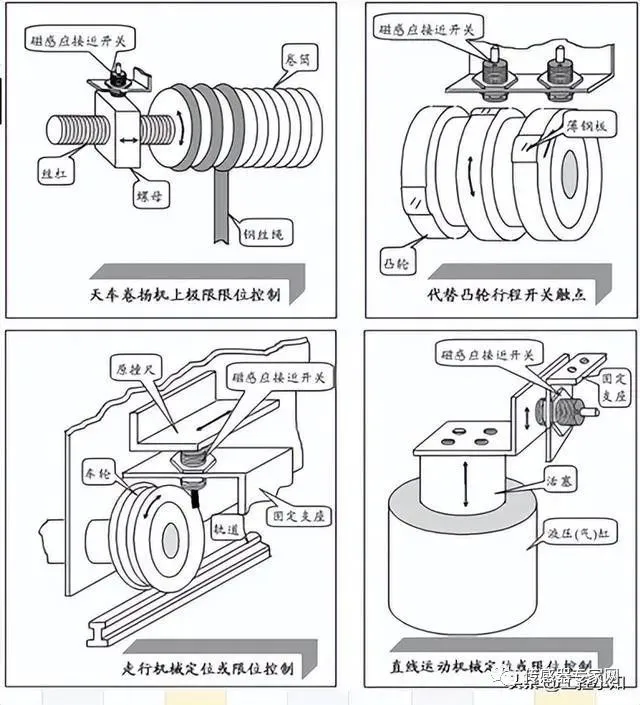 磁感应接近开关
卷筒
丝杠
螺母
钢丝绳
天车卷扬机上极限限位控制
磁感应接近开关
薄钢板
凸轮
代替凸轮行程开关触点
原撞尺
磁感应接近开关
车轮
固定支座
轨道
走行机械定位或限位控制
磁感应接近开关
固定
支座
活塞
液压(气)缸
直线运动机械定位或限位控制
传感器专家网